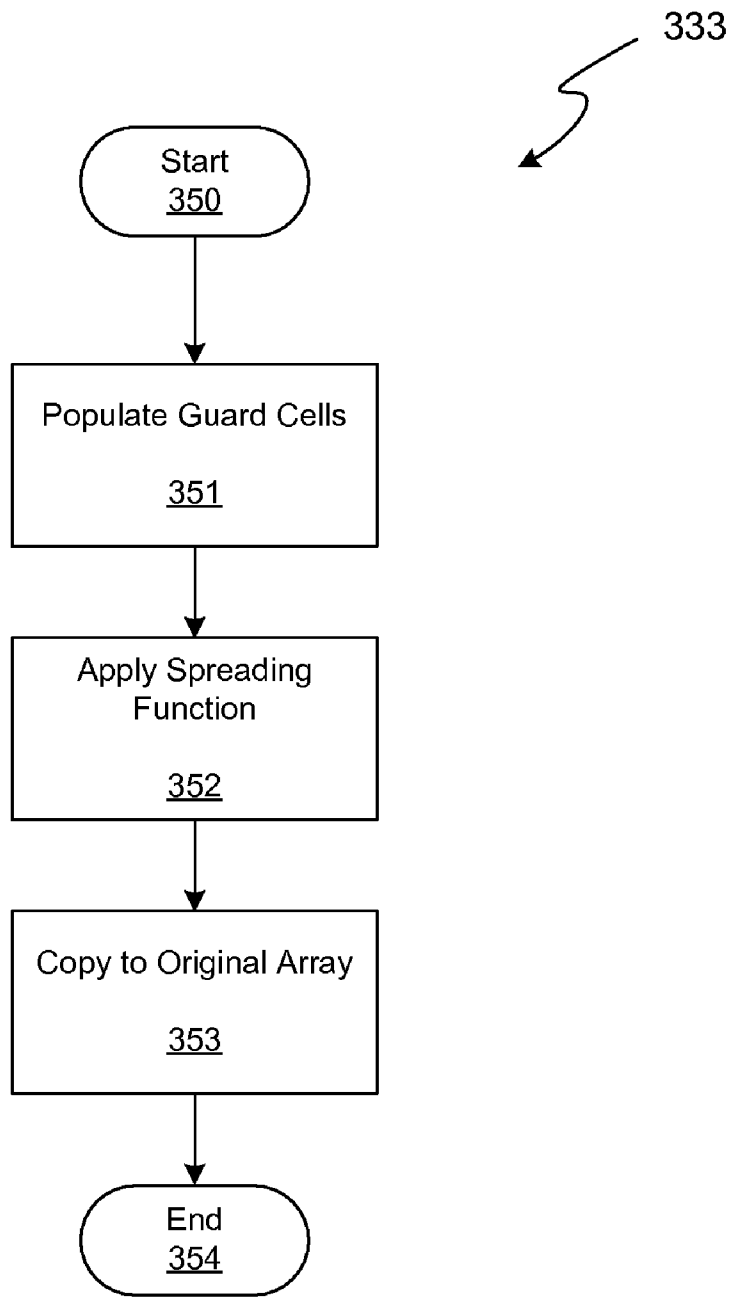 333
Start
350
Populate Guard Cells
351
Apply Spreading
Function
352
Copy to Original Array
353
End
354